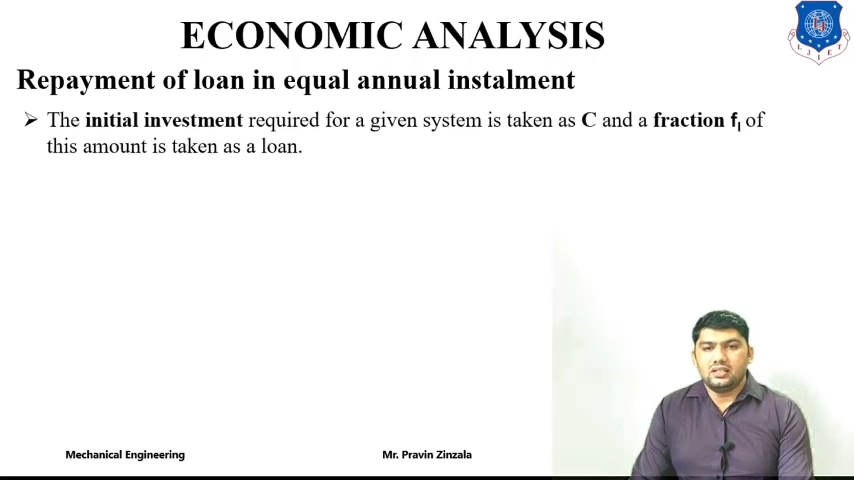 ECONOMIC ANALYSIS
LJIET
Repayment of loan in equal annual instalment
➢ The initial investment required for a given system is taken as C and a fraction fl of
this amount is taken as a loan.
Mechanical Engineering
Mr. Pravin Zinzala